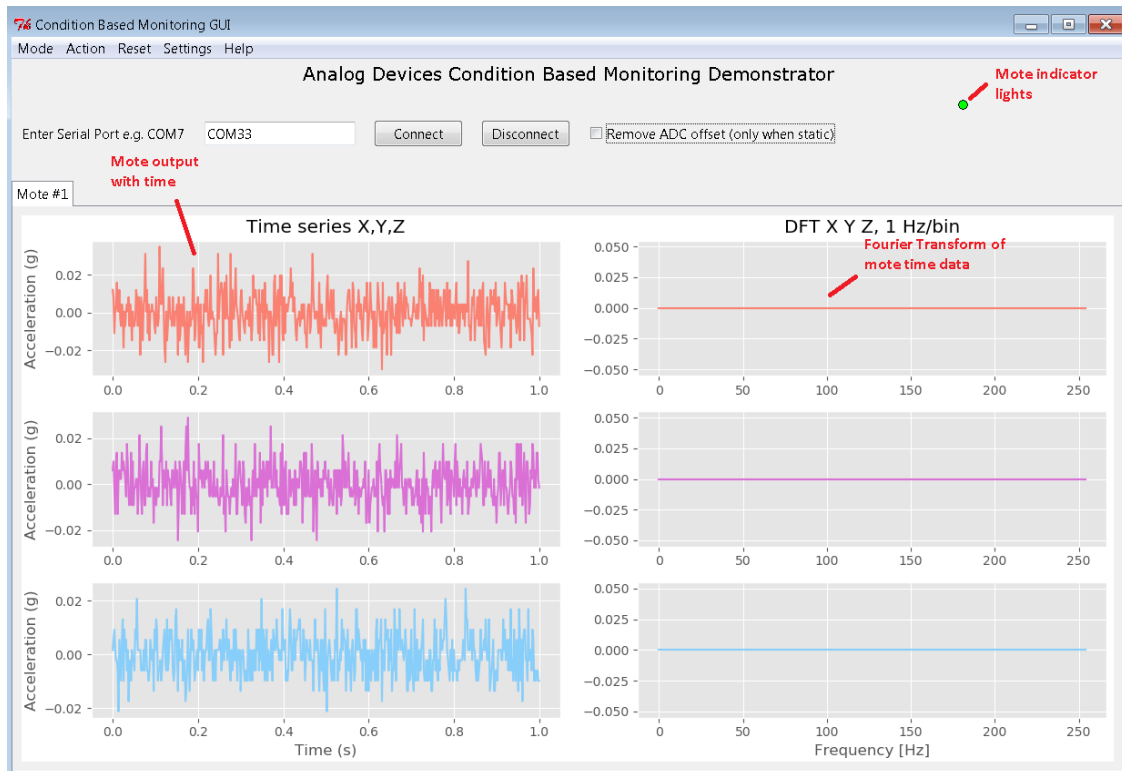 Condition Based Monitoring GUI
Mode Action Reset Settings Help
Analog Devices Condition Based Monitoring Demonstrator
Mote indicator
lights
Enter Serial Port e.g. COM7 COM33 Connect Disconnect Remove ADC offset (only when static)
Mote output
with time
Mote #1
Time series X,Y,Z
Acceleration (g)
0.02
0.00
−0.02
0.0 0.2 0.4 0.6 0.8 1.0
DFT X Y Z, 1 Hz/bin
Fourier Transform of
mote time data
0.050
0.025
0.000
−0.025
−0.050
0 50 100 150 200 250
Acceleration (g)
0.02
0.00
−0.02
0.0 0.2 0.4 0.6 0.8 1.0
0.050
0.025
0.000
−0.025
−0.050
0 50 100 150 200 250
Acceleration (g)
0.02
0.00
−0.02
0.0 0.2 0.4 0.6 0.8 1.0
Time (s)
0.050
0.025
0.000
−0.025
−0.050
0 50 100 150 200 250
Frequency [Hz]